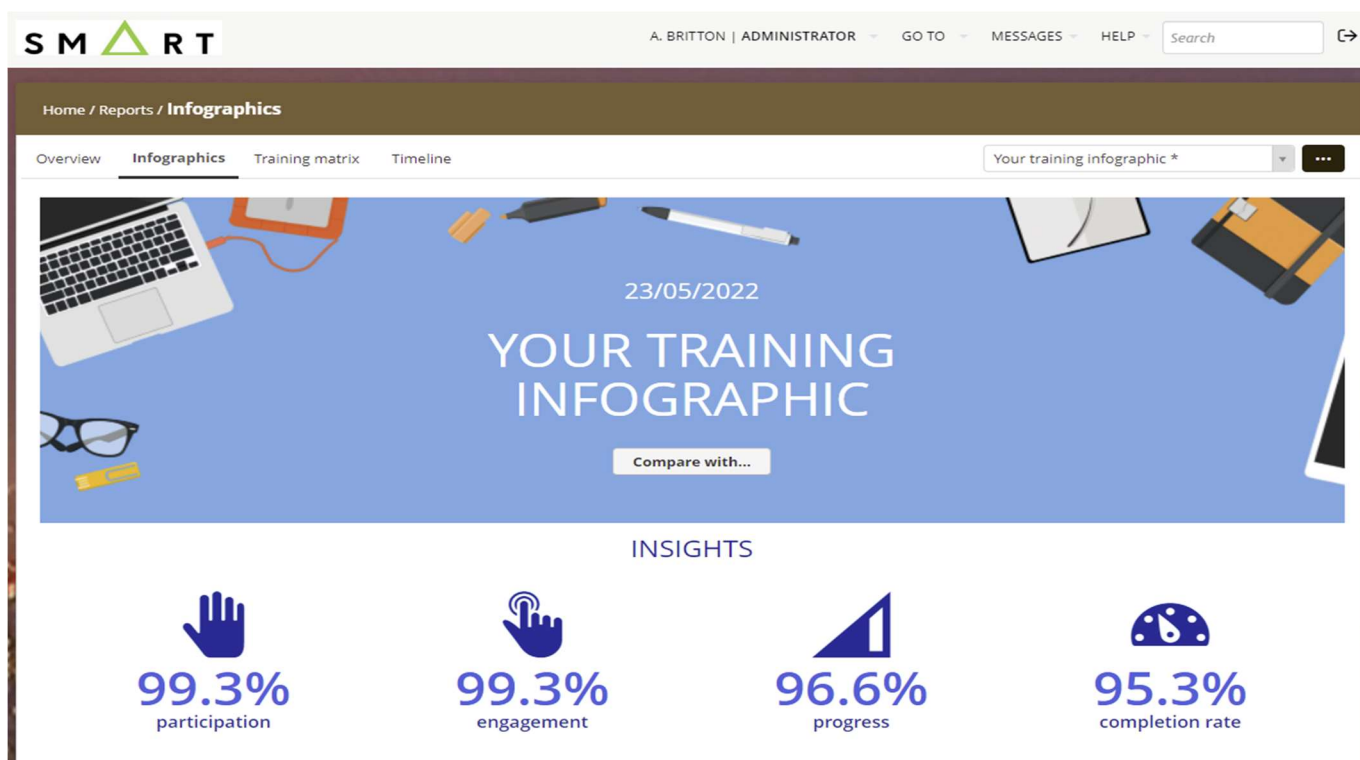 SMART
A. BRITTON | ADMINISTRATOR GO TO MESSAGES HELP Search
Home / Reports / Infographics
Overview Infographics Training matrix Timeline Your training infographic * ...
23/05/2022
YOUR TRAINING
INFOGRAPHIC
Compare with...
INSIGHTS
99.3% 99.3% 96.6% 95.3%
participation engagement progress completion rate